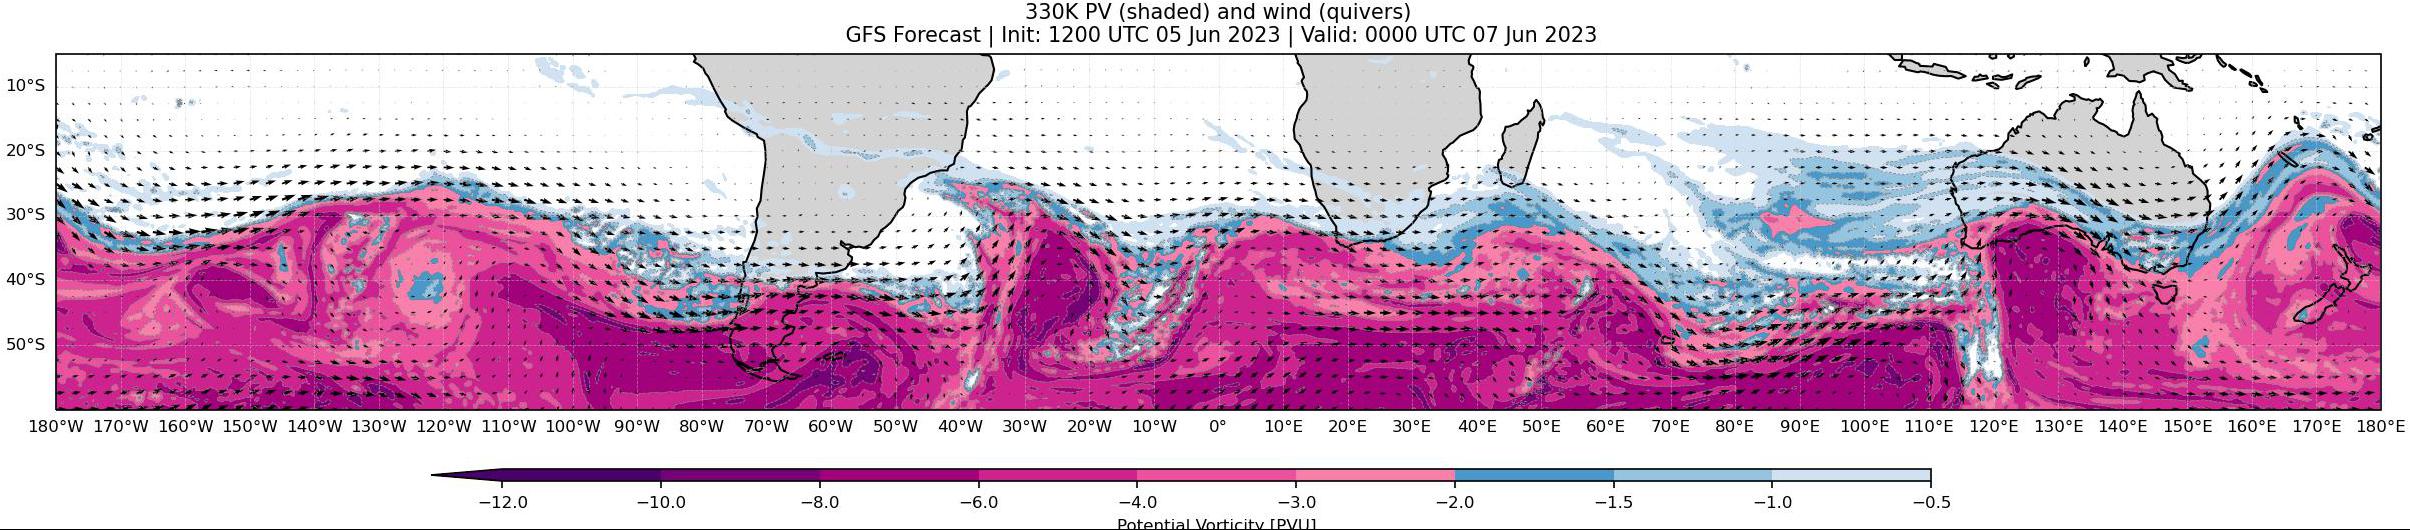 330K PV (shaded) and wind (quivers)
GFS Forecast | Init: 1200 UTC 05 Jun 2023 | Valid: 0000 UTC 07 Jun 2023
10°S
20°S
30°S
40°S
50°S
180°W 170°W 160°W 150°W 140°W 130°W 120°W 110°W 100°W 90°W 80°W 70°W 60°W 50°W 40°W 30°W 20°W 10°W 0° 10°E 20°E 30°E 40°E 50°E 60°E 70°E 80°E 90°E 100°E 110°E 120°E 130°E 140°E 150°E 160°E 170°E 180°E
−12.0 −10.0 −8.0 −6.0 −4.0 −3.0 −2.0 −1.5 −1.0 −0.5
Potential Vorticity [PVU]